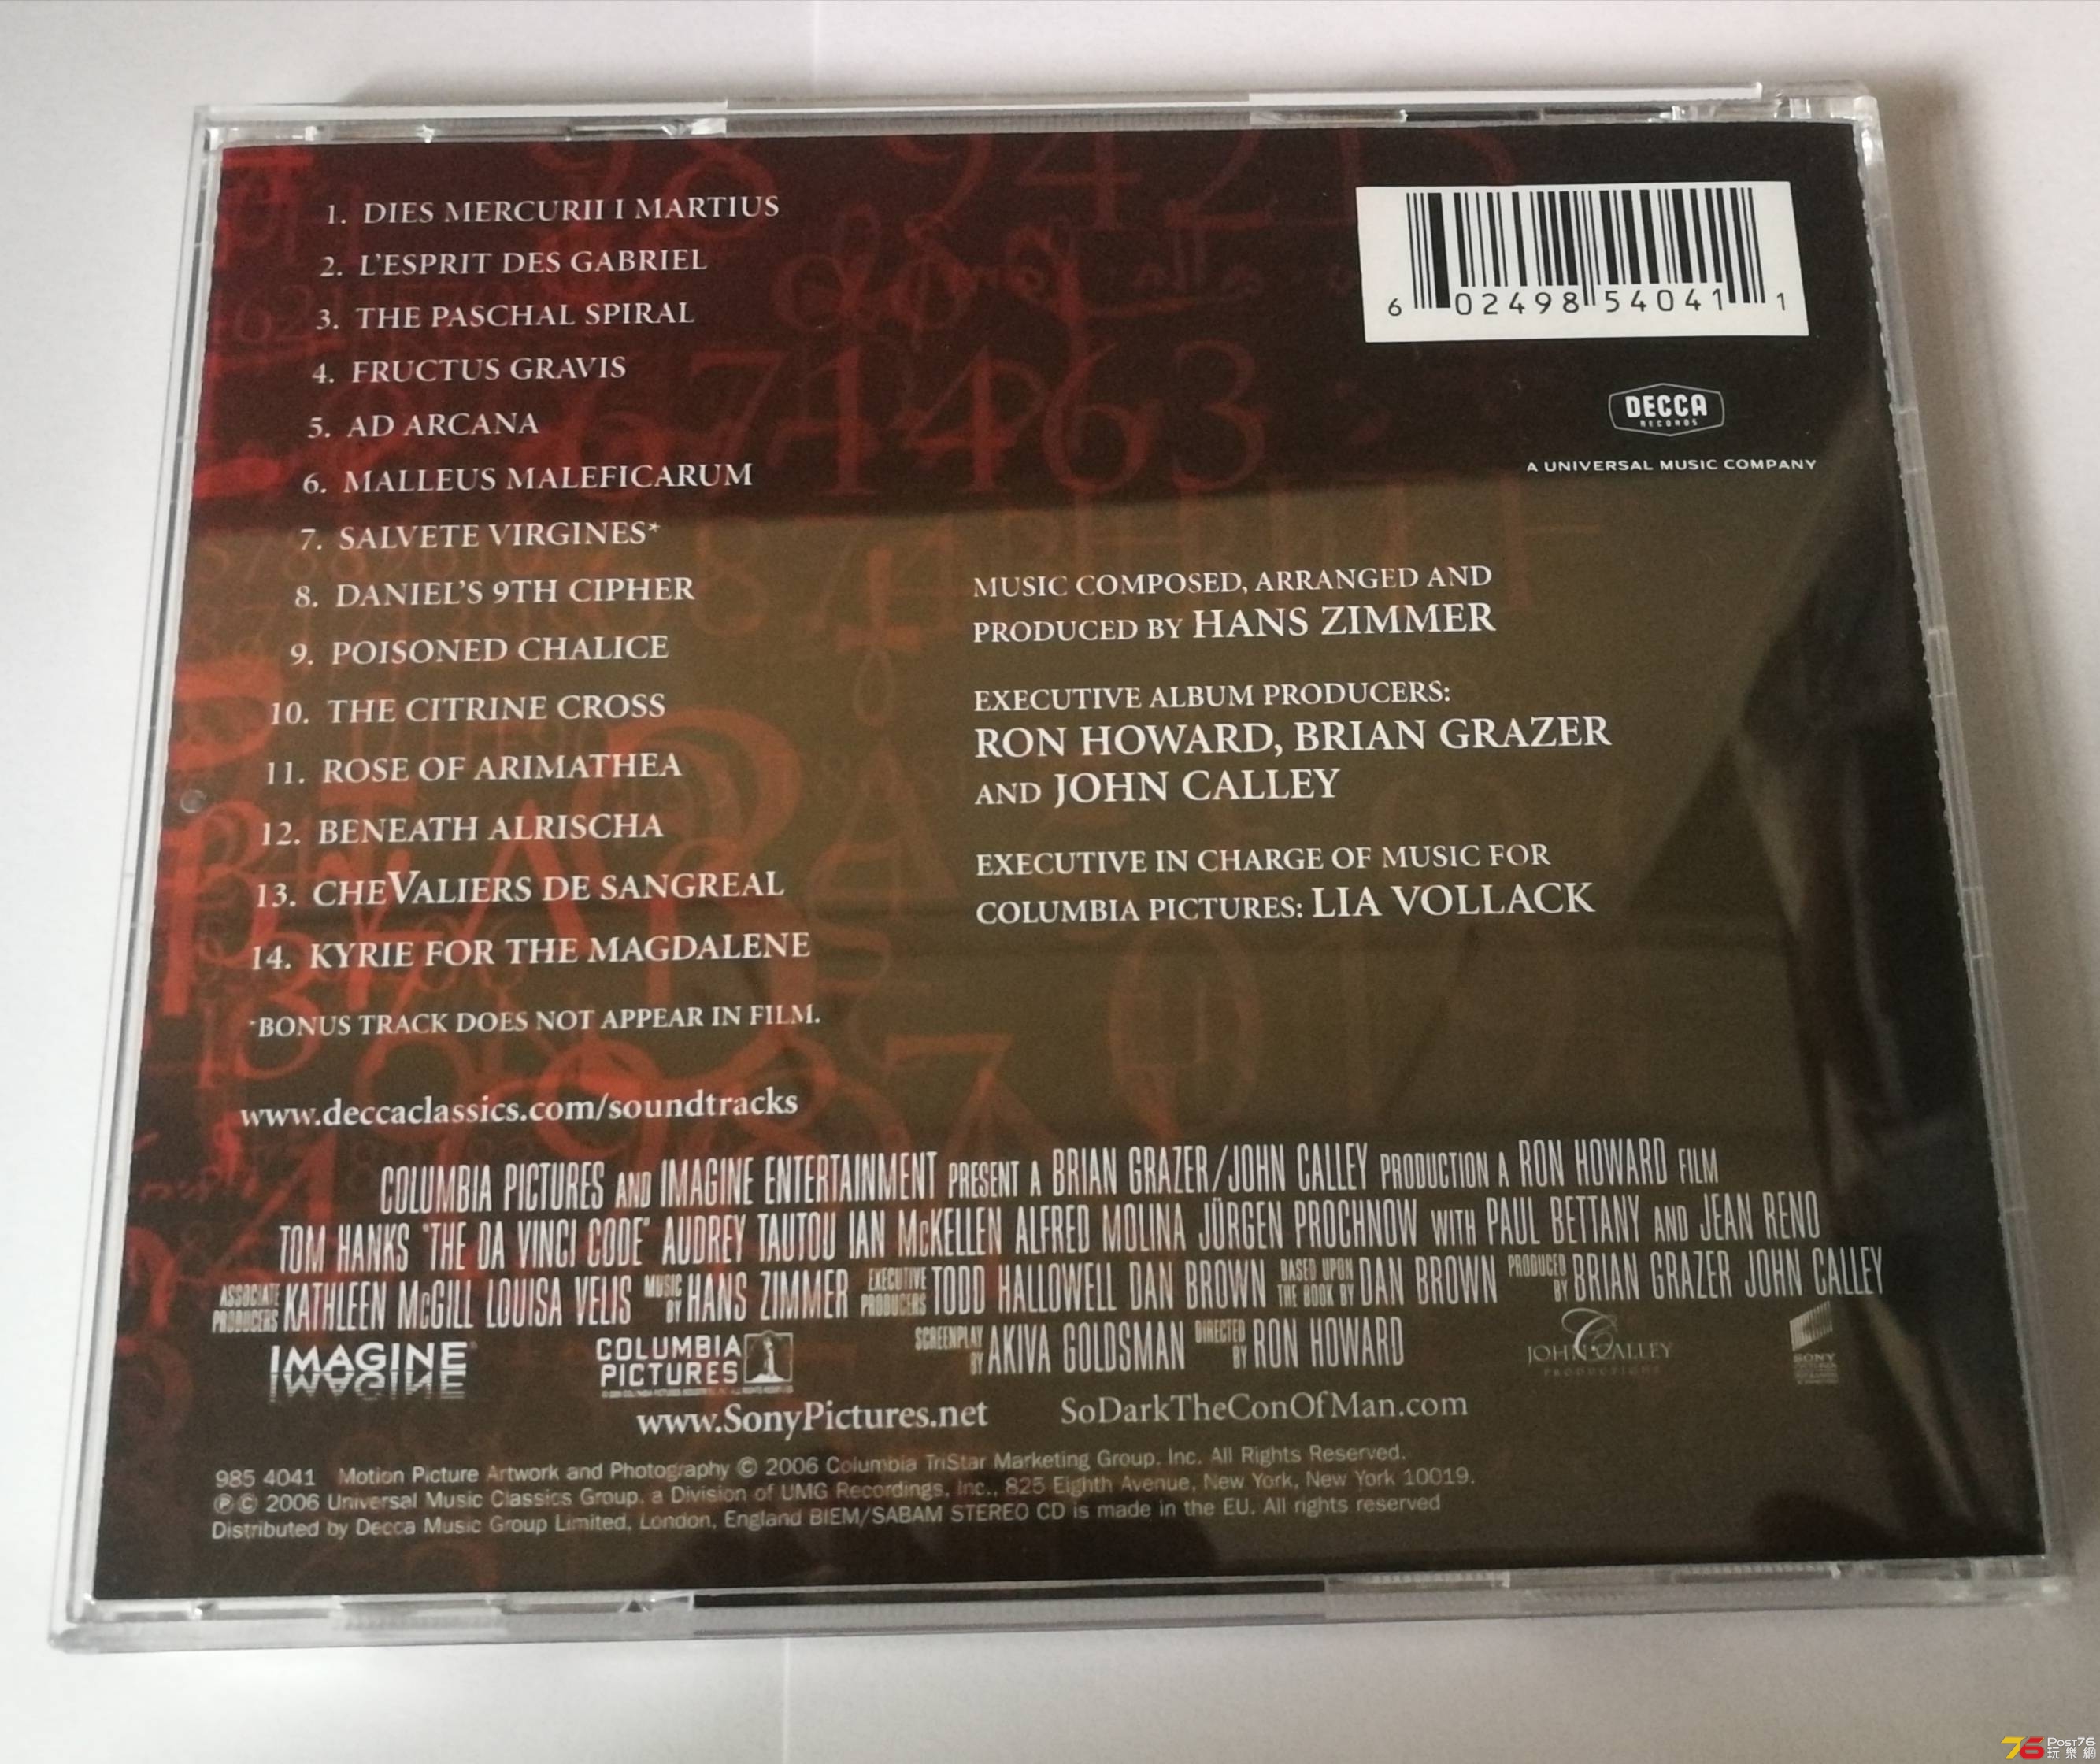 1. DIES MERCURII I MARTIUS
2. L'ESPRIT DES GABRIEL
3. THE PASCHAL SPIRAL
4. FRUCTUS GRAVIS
5. AD ARCANA
6. MALLEUS MALEFICARUM
7. SALVETE VIRGINES*
8. DANIEL'S 9TH CIPHER
9. POISONED CHALICE
10. THE CITRINE CROSS
11. ROSE OF ARIMATHEA
12. BENEATH ALRISCHA
13. CHEVALIERS DE SANGREAL
14. KYRIE FOR THE MAGDALENE
*BONUS TRACK DOES NOT APPEAR IN FILM.
www.deccaclassics.com/soundtracks
6 02498 54041 1
DECCA
RECORDS
A UNIVERSAL MUSIC COMPANY
MUSIC COMPOSED, ARRANGED AND
PRODUCED BY HANS ZIMMER
EXECUTIVE ALBUM PRODUCERS:
RON HOWARD, BRIAN GRAZER
AND JOHN CALLEY
EXECUTIVE IN CHARGE OF MUSIC FOR
COLUMBIA PICTURES: LIA VOLLACK
COLUMBIA PICTURES AND IMAGINE ENTERTAINMENT PRESENT A BRIAN GRAZER/JOHN CALLEY PRODUCTION A RON HOWARD FILM
TOM HANKS "THE DA VINCI CODE" AUDREY TAUTOU IAN McKELLEN ALFRED MOLINA JÜRGEN PROCHNOW WITH PAUL BETTANY AND JEAN RENO
ASSOCIATE PRODUCERS KATHLEEN McGILL LOUISA VELIS MUSIC BY HANS ZIMMER EXECUTIVE PRODUCERS TODD HALLOWELL DAN BROWN BASED UPON THE BOOK BY DAN BROWN PRODUCED BY BRIAN GRAZER JOHN CALLEY
SCREENPLAY BY AKIVA GOLDSMAN DIRECTED BY RON HOWARD
IMAGINE
COLUMBIA
PICTURES
JOHN CALLEY
PRODUCTIONS
SONY
www.SonyPictures.net SoDarkTheConOfMan.com
985 4041 Motion Picture Artwork and Photography © 2006 Columbia TriStar Marketing Group. Inc. All Rights Reserved.
℗ © 2006 Universal Music Classics Group, a Division of UMG Recordings, Inc., 825 Eighth Avenue, New York, New York 10019.
Distributed by Decca Music Group Limited, London, England BIEM/SABAM STEREO CD is made in the EU. All rights reserved
76 Post76
玩樂網